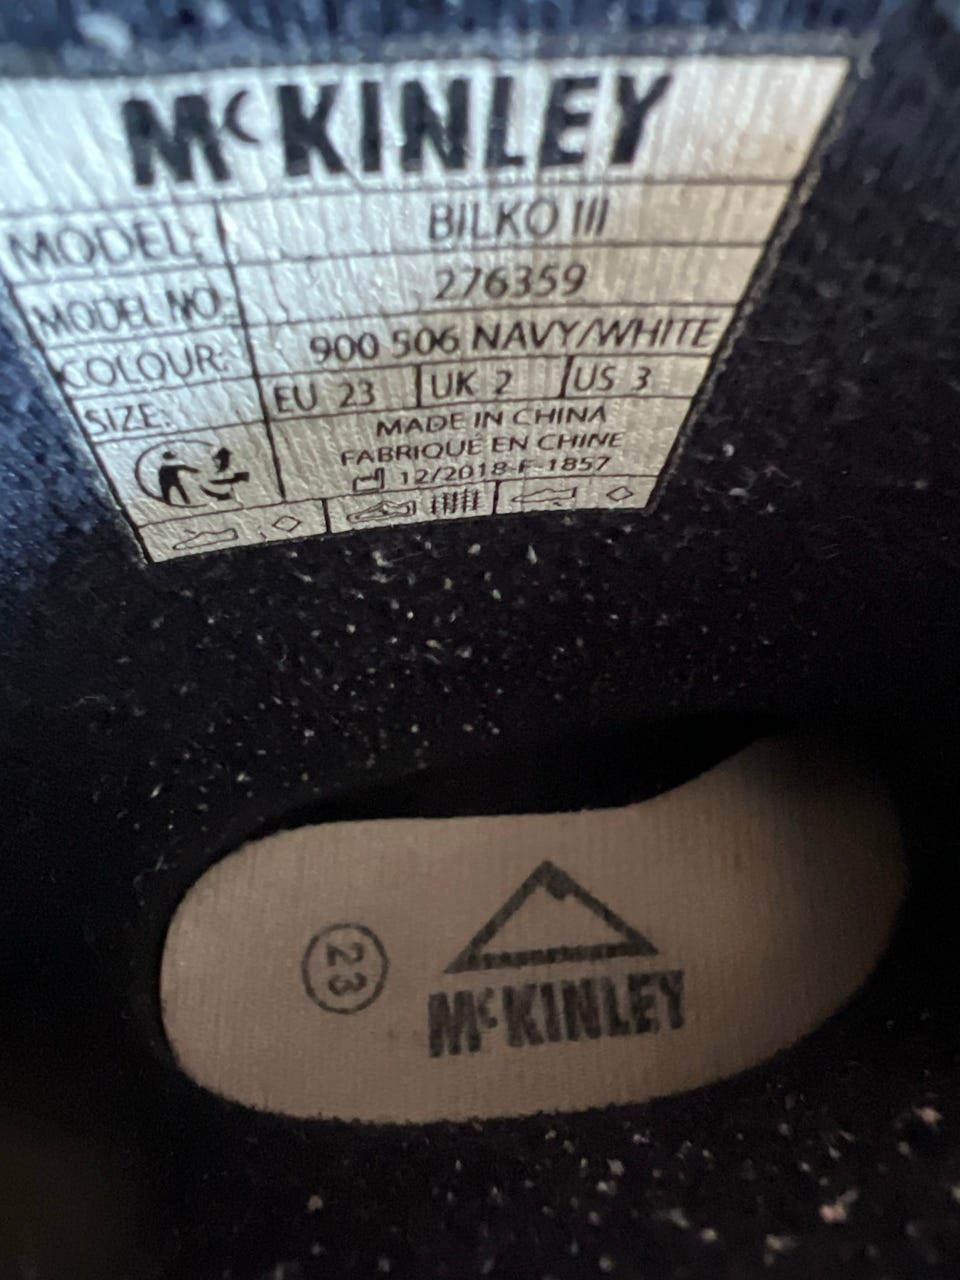 McKINLEY
MODEL: BILKO III
MODEL NO.: 276359
COLOUR: 900 506 NAVY/WHITE
SIZE: EU 23 UK 2 US 3
MADE IN CHINA
FABRIQUÉ EN CHINE
12/2018-F-1857
23
McKINLEY